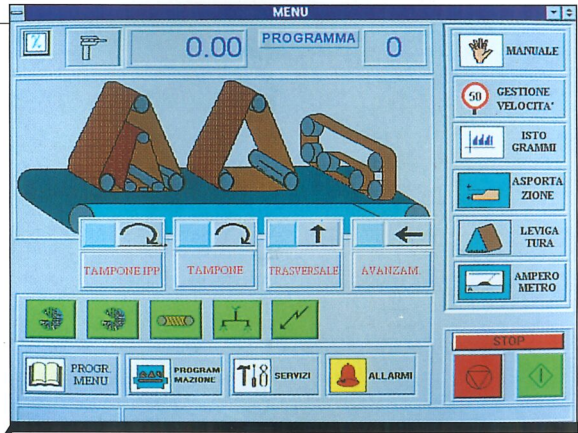 MENU
%
0.00
PROGRAMMA
0
MANUALE
50
GESTIONE
VELOCITA'
ISTO
GRAMMI
ASPORTA
ZIONE
LEVIGA
TURA
AMPERO
METRO
TAMPONE IPP
TAMPONE
TRASVERSALE
AVANZAM.
STOP
PROGR.
MENU
PROGRAM
MAZIONE
SERVIZI
ALLARMI